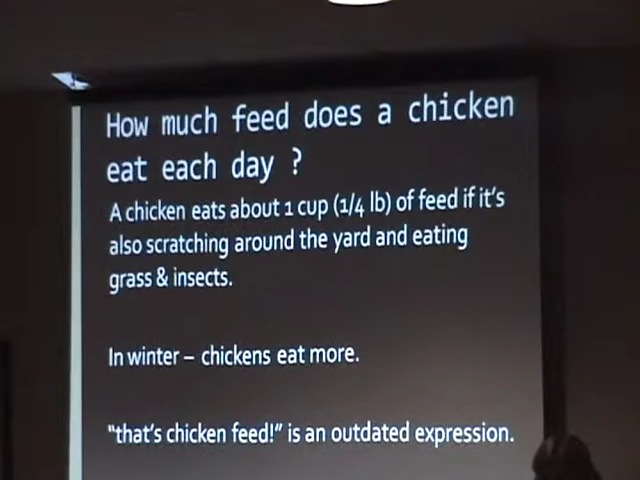 How much feed does a chicken
eat each day ?
A chicken eats about 1 cup (1/4 lb) of feed if it's
also scratching around the yard and eating
grass & insects.
In winter – chickens eat more.
"that's chicken feed!" is an outdated expression.